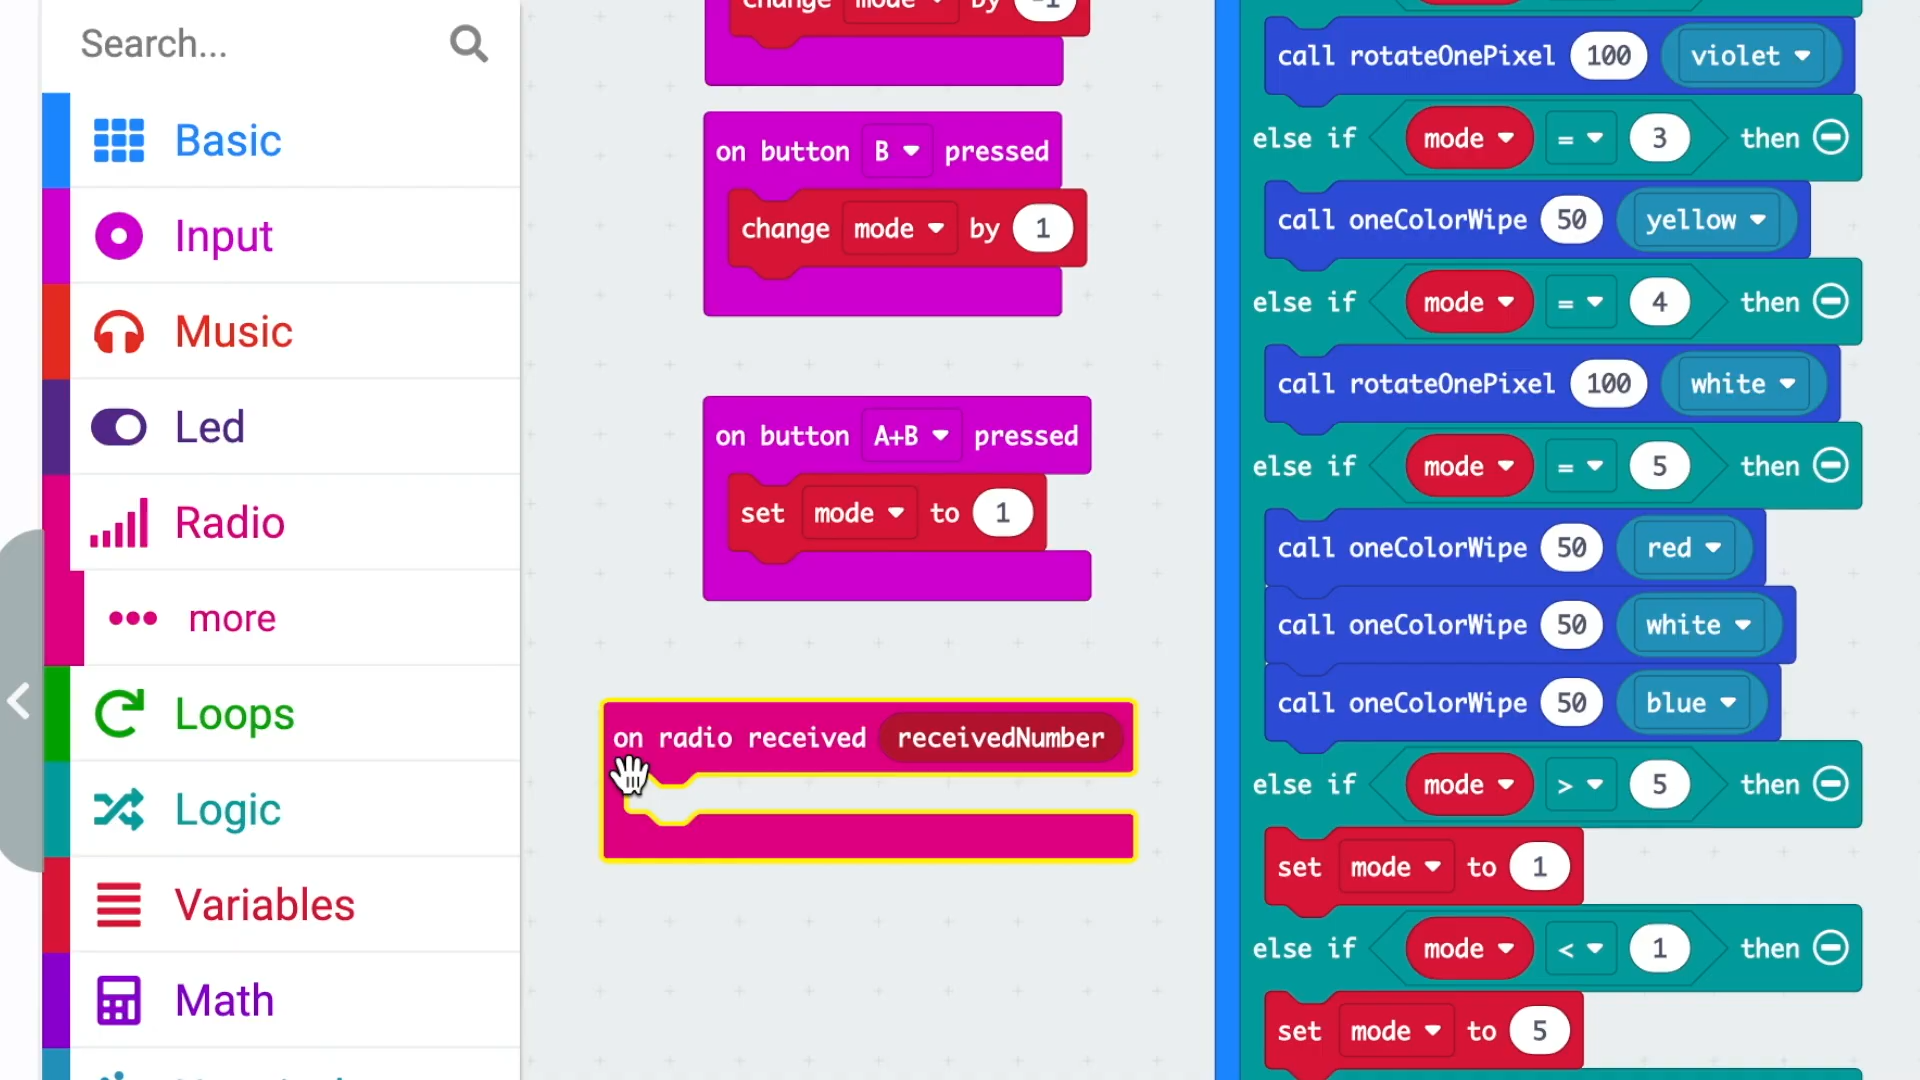 Search...
Basic
Input
Music
Led
Radio
more
Loops
Logic
Variables
Math
change mode by -1
on button B pressed
change mode by 1
on button A+B pressed
set mode to 1
on radio received receivedNumber
call rotateOnePixel 100 violet
else if mode = 3 then
call oneColorWipe 50 yellow
else if mode = 4 then
call rotateOnePixel 100 white
else if mode = 5 then
call oneColorWipe 50 red
call oneColorWipe 50 white
call oneColorWipe 50 blue
else if mode > 5 then
set mode to 1
else if mode < 1 then
set mode to 5